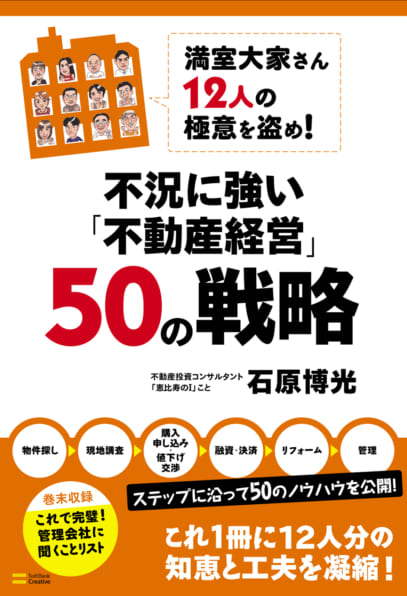 満室大家さん
12人の
極意を盗め!
不況に強い
「不動産経営」
50の戦略
不動産投資コンサルタント
「恵比寿のI」こと
石原博光
物件探し
現地調査
購入
申し込み
・
値下げ
交渉
融資・決済
リフォーム
管理
ステップに沿って50のノウハウを公開!
巻末収録
これで完璧!
管理会社に
聞くことリスト
これ1冊に12人分の
知恵と工夫を凝縮!
SoftBank
Creative